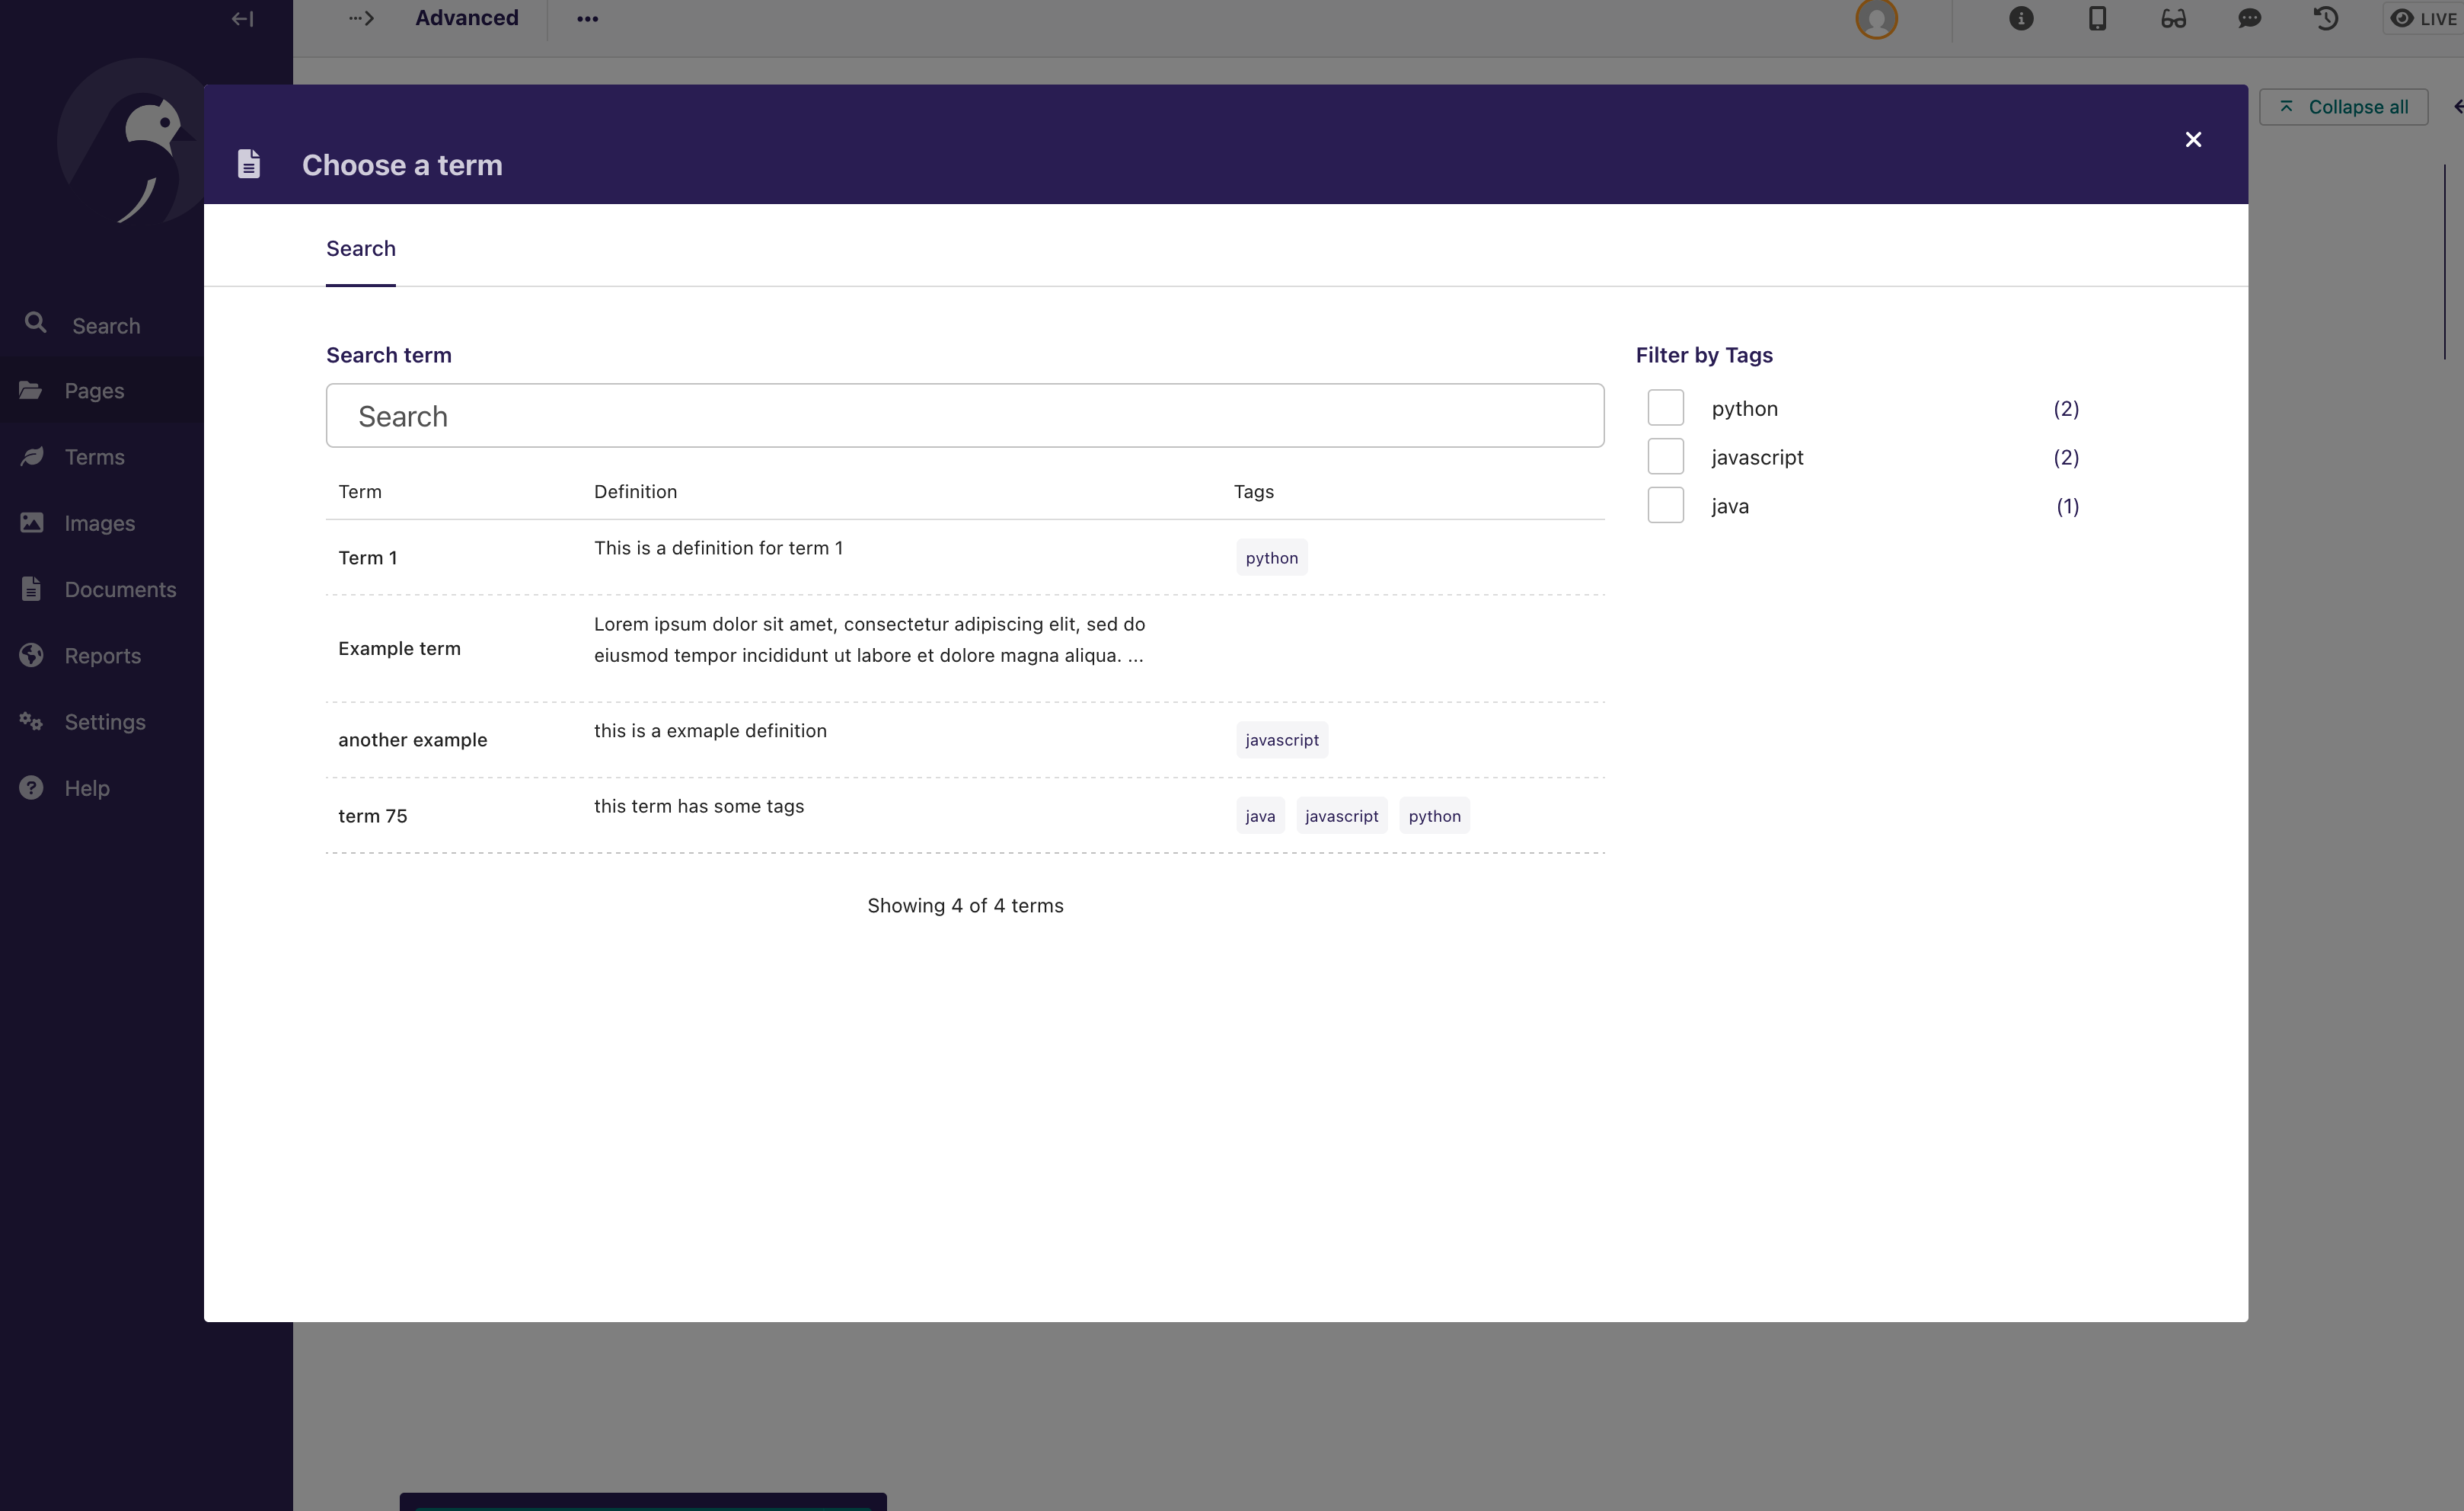 Advanced
LIVE
Collapse all
Choose a term
Search
Search
Pages
Terms
Images
Documents
Reports
Settings
Help
Search term
Search
Term Definition Tags
Term 1 This is a definition for term 1 python
Example term Lorem ipsum dolor sit amet, consectetur adipiscing elit, sed do
eiusmod tempor incididunt ut labore et dolore magna aliqua. ...
another example this is a exmaple definition javascript
term 75 this term has some tags java javascript python
Showing 4 of 4 terms
Filter by Tags
python (2)
javascript (2)
java (1)